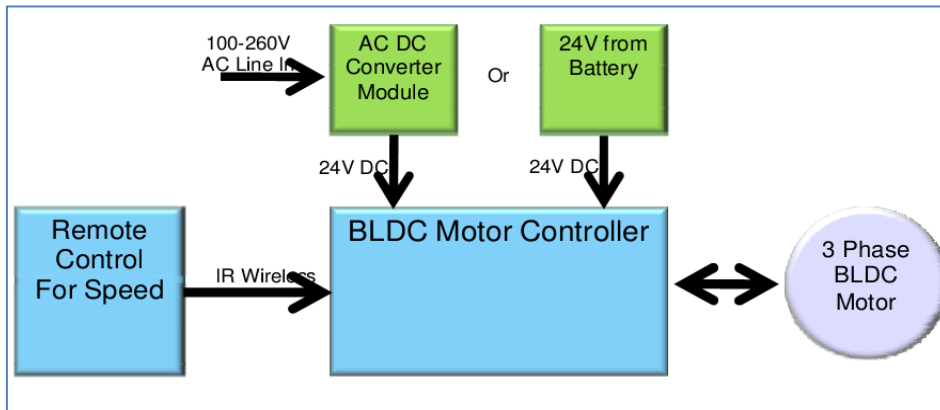 100-260V
AC Line In
AC DC
Converter
Module
Or
24V from
Battery
24V DC
24V DC
Remote
Control
For Speed
IR Wireless
BLDC Motor Controller
3 Phase
BLDC
Motor